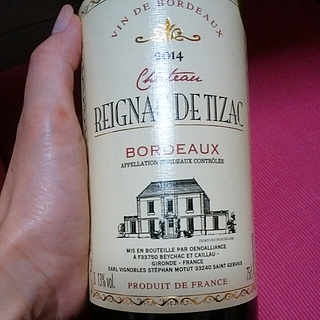 VIN DE BORDEAUX
2014
Château
REIGNAC DE TIZAC
BORDEAUX
APPELLATION BORDEAUX CONTRÔLÉE
MIS EN BOUTEILLE PAR OENOALLIANCE
À F33750 BEYCHAC ET CAILLAU -
GIRONDE - FRANCE
EARL VIGNOBLES STÉPHAN MOTUT 33240 SAINT GERVAIS
13% vol.
PRODUIT DE FRANCE